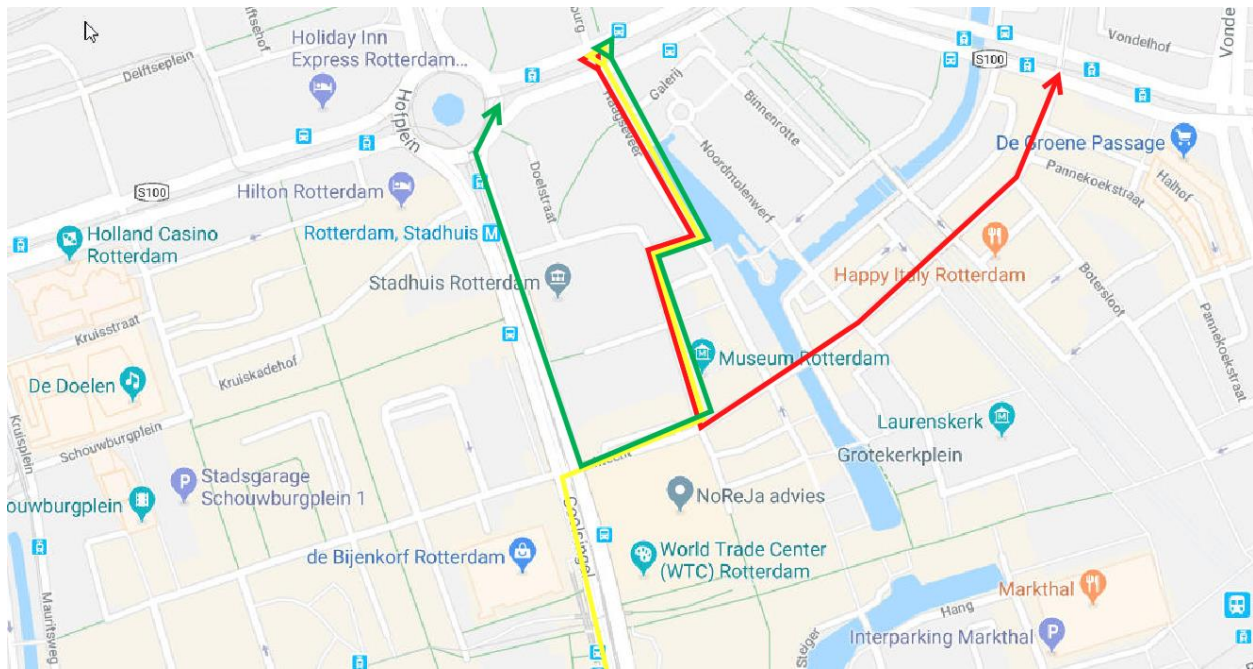 Holiday Inn
Express Rotterdam...
Delftseplein
Hofplein
Haagseveer
Galerij
Binnenrotte
Noordmolenwerf
S100
Vondelhof
De Groene Passage
Pannekoekstraat
Halhof
S100
Hilton Rotterdam
Doelstraat
Holland Casino
Rotterdam
Rotterdam, Stadhuis M
Stadhuis Rotterdam
Happy Italy Rotterdam
Botersloot
Pannekoekstraat
Kruisstraat
Kruiskadehof
Museum Rotterdam
De Doelen
Kruisplein
Schouwburgplein
Laurenskerk
Grotekerkplein
P
Stadsgarage
Schouwburgplein 1
ouwburgplein
NoReJa advies
Coolsingel
de Bijenkorf Rotterdam
World Trade Center
(WTC) Rotterdam
Mauritsweg
Markthal
Hang
Steiger
Interparking Markthal
P